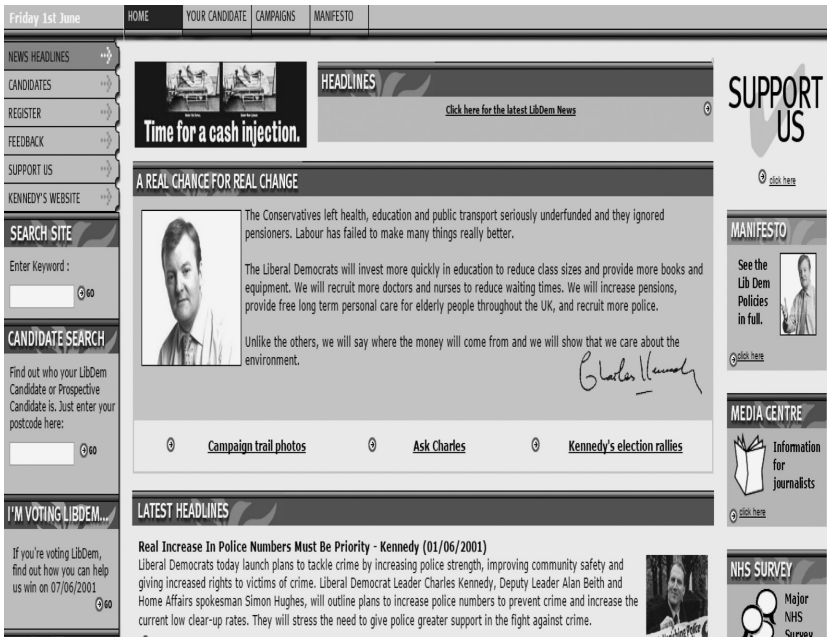 Friday 1st June
HOME
YOUR CANDIDATE
CAMPAIGNS
MANIFESTO
NEWS HEADLINES
CANDIDATES
REGISTER
FEEDBACK
SUPPORT US
KENNEDY'S WEBSITE
SEARCH SITE
Enter Keyword :
GO
CANDIDATE SEARCH
Find out who your LibDem
Candidate or Prospective
Candidate is. Just enter your
postcode here:
GO
I'M VOTING LIBDEM...
If you're voting LibDem,
find out how you can help
us win on 07/06/2001
GO
Time for a cash injection.
HEADLINES
Click here for the latest LibDem News
A REAL CHANCE FOR REAL CHANGE
The Conservatives left health, education and public transport seriously underfunded and they ignored
pensioners. Labour has failed to make many things really better.
The Liberal Democrats will invest more quickly in education to reduce class sizes and provide more books and
equipment. We will recruit more doctors and nurses to reduce waiting times. We will increase pensions,
provide free long term personal care for elderly people throughout the UK, and recruit more police.
Unlike the others, we will say where the money will come from and we will show that we care about the
environment.
Charles Kennedy
Campaign trail photos
Ask Charles
Kennedy's election rallies
LATEST HEADLINES
Real Increase In Police Numbers Must Be Priority - Kennedy (01/06/2001)
Liberal Democrats today launch plans to tackle crime by increasing police strength, improving community safety and
giving increased rights to victims of crime. Liberal Democrat Leader Charles Kennedy, Deputy Leader Alan Beith and
Home Affairs spokesman Simon Hughes, will outline plans to increase police numbers to prevent crime and increase the
current low clear-up rates. They will stress the need to give police greater support in the fight against crime.
Police
SUPPORT
US
click here
MANIFESTO
See the
Lib Dem
Policies
in full.
click here
MEDIA CENTRE
Information
for
journalists
click here
NHS SURVEY
Major
NHS
Survey